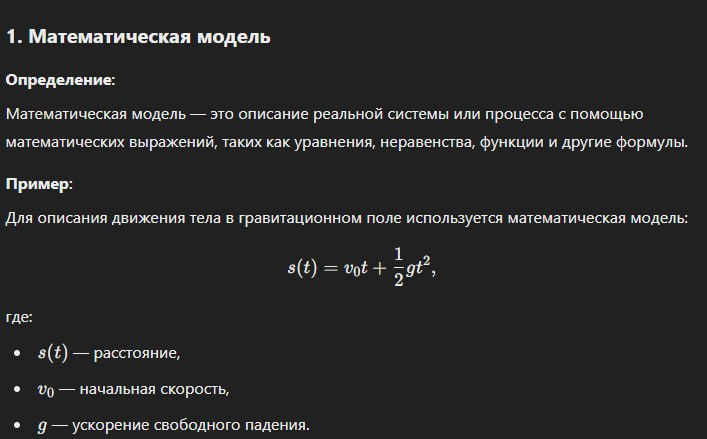 1. Математическая модель
Определение:
Математическая модель — это описание реальной системы или процесса с помощью
математических выражений, таких как уравнения, неравенства, функции и другие формулы.
Пример:
Для описания движения тела в гравитационном поле используется математическая модель:
s(t) = v₀t + ½gt²,
где:
• s(t) — расстояние,
• v₀ — начальная скорость,
• g — ускорение свободного падения.